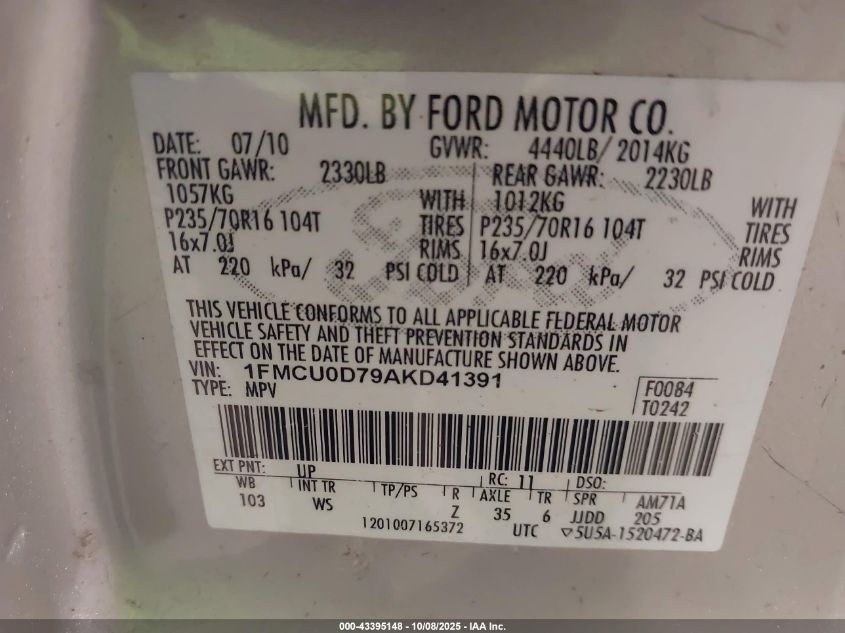 MFD. BY FORD MOTOR CO.
DATE: 07/10 GVWR: 4440LB/ 2014KG
FRONT GAWR: 2330LB REAR GAWR: 2230LB
1057KG WITH 1012KG WITH
P235/70R16 104T TIRES P235/70R16 104T TIRES
16x7.0J RIMS 16x7.0J RIMS
AT 220 kPa/ 32 PSI COLD AT 220 kPa/ 32 PSI COLD
THIS VEHICLE CONFORMS TO ALL APPLICABLE FEDERAL MOTOR
VEHICLE SAFETY AND THEFT PREVENTION STANDARDS IN
EFFECT ON THE DATE OF MANUFACTURE SHOWN ABOVE.
VIN: 1FMCU0D79AKD41391
TYPE: MPV
F0084
T0242
EXT PNT: UP RC: 11 DSO:
WB INT TR TP/PS R AXLE TR SPR AM71A
103 WS Z 35 6 JJDD 205
1201007165372 UTC ▽5U5A-1520472-BA
000-43395148 - 10/08/2025 - IAA Inc.